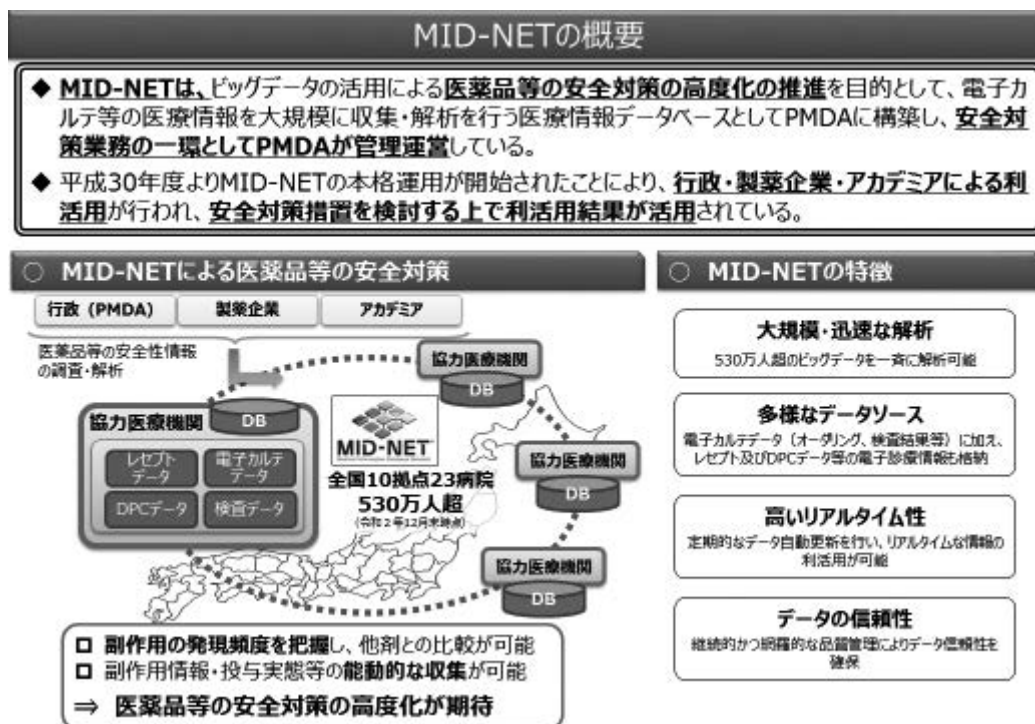 MID-NETの概要
◆ MID-NETは、ビッグデータの活用による医薬品等の安全対策の高度化の推進を目的として、電子カ
ルテ等の医療情報を大規模に収集・解析を行う医療情報データベースとしてPMDAに構築し、安全対
策業務の一環としてPMDAが管理運営している。
◆ 平成30年度よりMID-NETの本格運用が開始されたことにより、行政・製薬企業・アカデミアによる利
活用が行われ、安全対策措置を検討する上で利活用結果が活用されている。
○ MID-NETによる医薬品等の安全対策
行政（PMDA）
製薬企業
アカデミア
医薬品等の安全性情報
の調査・解析
協力医療機関
DB
協力医療機関
DB
レセプト
データ
電子カルテ
データ
DPCデータ
検査データ
MID-NET
全国10拠点23病院
530万人超
（令和２年12月末時点）
協力医療機関
DB
協力医療機関
DB
□ 副作用の発現頻度を把握し、他剤との比較が可能
□ 副作用情報・投与実態等の能動的な収集が可能
⇒ 医薬品等の安全対策の高度化が期待
○ MID-NETの特徴
大規模・迅速な解析
530万人超のビッグデータを一斉に解析可能
多様なデータソース
電子カルテデータ（オーダリング、検査結果等）に加え、
レセプト及びDPCデータ等の電子診療情報も格納
高いリアルタイム性
定期的なデータ自動更新を行い、リアルタイムな情報の
利活用が可能
データの信頼性
継続的かつ網羅的な品質管理によりデータ信頼性を
確保